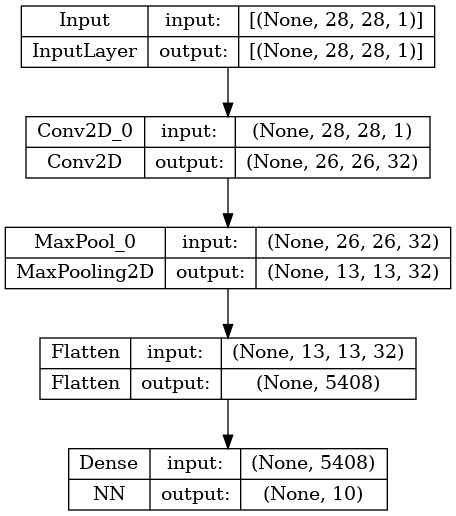 Input input: [(None, 28, 28, 1)]
InputLayer output: [(None, 28, 28, 1)]
Conv2D_0 input: (None, 28, 28, 1)
Conv2D output: (None, 26, 26, 32)
MaxPool_0 input: (None, 26, 26, 32)
MaxPooling2D output: (None, 13, 13, 32)
Flatten input: (None, 13, 13, 32)
Flatten output: (None, 5408)
Dense input: (None, 5408)
NN output: (None, 10)